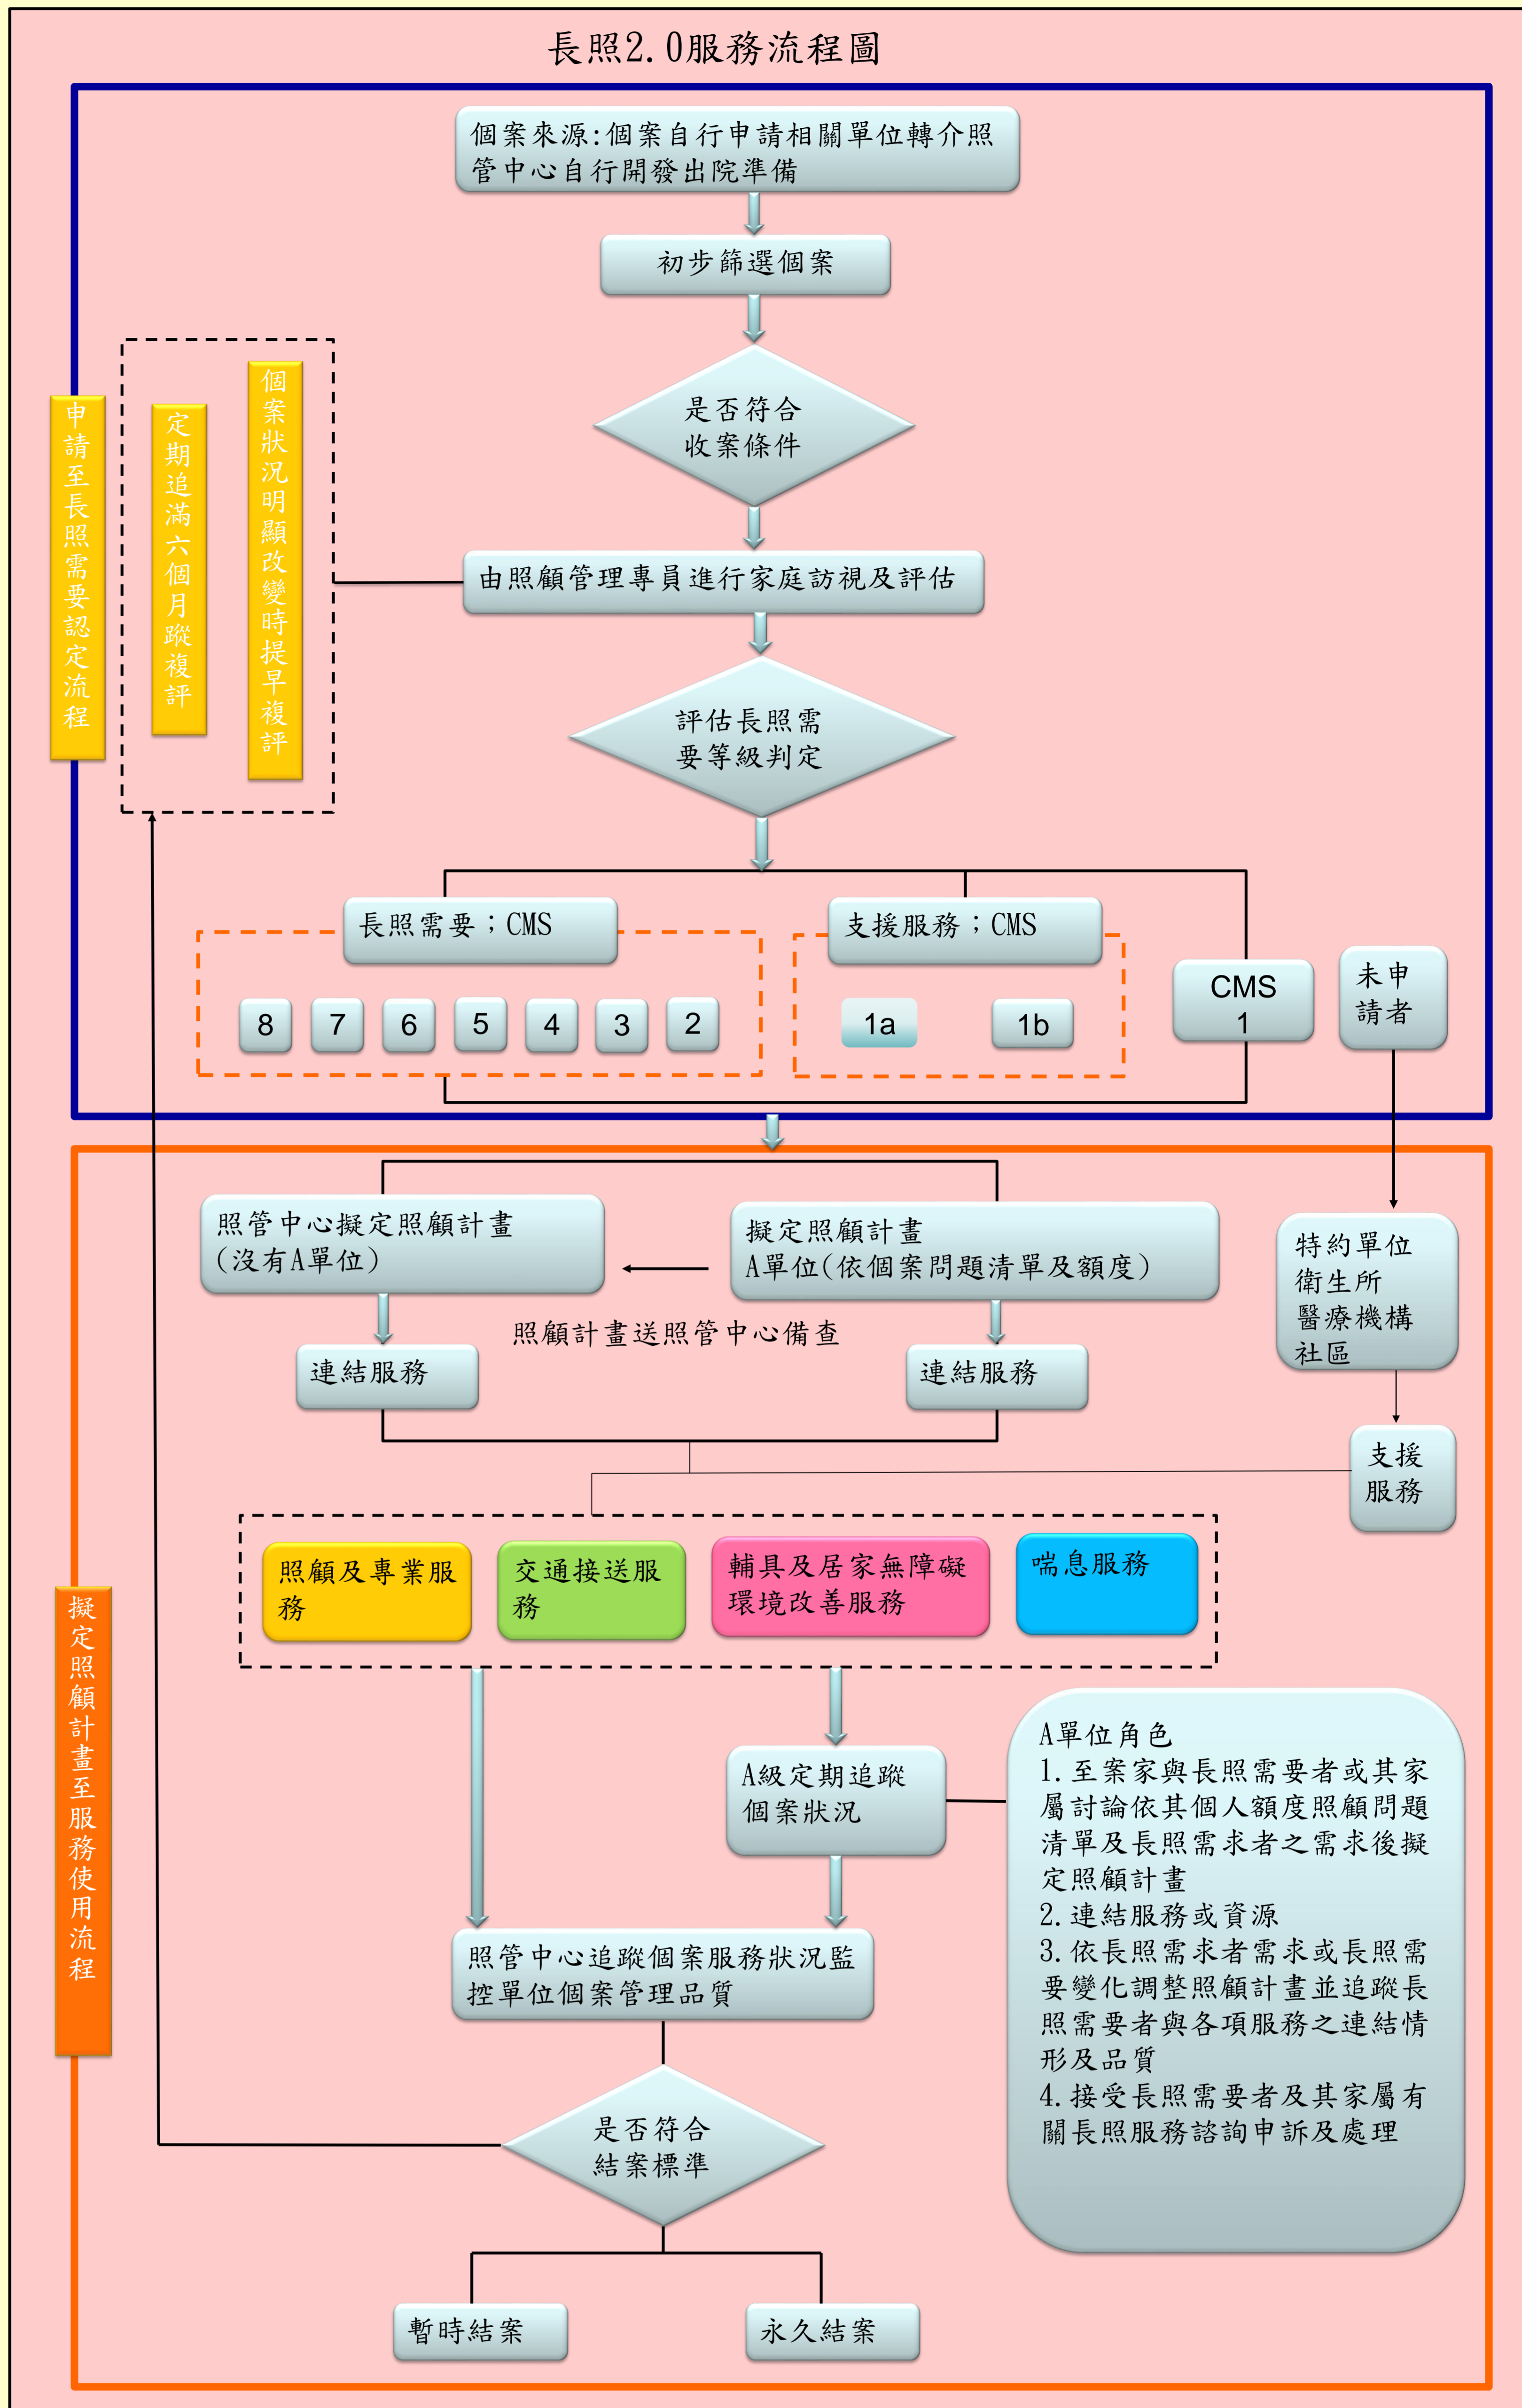 長照2.0服務流程圖
個案來源:個案自行申請相關單位轉介照
管中心自行開發出院準備
初步篩選個案
是否符合
收案條件
申請至長照需要認定流程
定期追滿六個月蹤複評
個案狀況明顯改變時提早複評
由照顧管理專員進行家庭訪視及評估
評估長照需
要等級判定
長照需要；CMS
8
7
6
5
4
3
2
支援服務；CMS
1a
1b
CMS
1
未申
請者
照管中心擬定照顧計畫
(沒有A單位)
擬定照顧計畫
A單位(依個案問題清單及額度)
照顧計畫送照管中心備查
連結服務
連結服務
特約單位
衛生所
醫療機構
社區
支援
服務
照顧及專業服
務
交通接送服
務
輔具及居家無障礙
環境改善服務
喘息服務
擬定照顧計畫至服務使用流程
A級定期追蹤
個案狀況
A單位角色
1.至案家與長照需要者或其家
屬討論依其個人額度照顧問題
清單及長照需求者之需求後擬
定照顧計畫
2.連結服務或資源
3.依長照需求者需求或長照需
要變化調整照顧計畫並追蹤長
照需要者與各項服務之連結情
形及品質
4.接受長照需要者及其家屬有
關長照服務諮詢申訴及處理
照管中心追蹤個案服務狀況監
控單位個案管理品質
是否符合
結案標準
暫時結案
永久結案